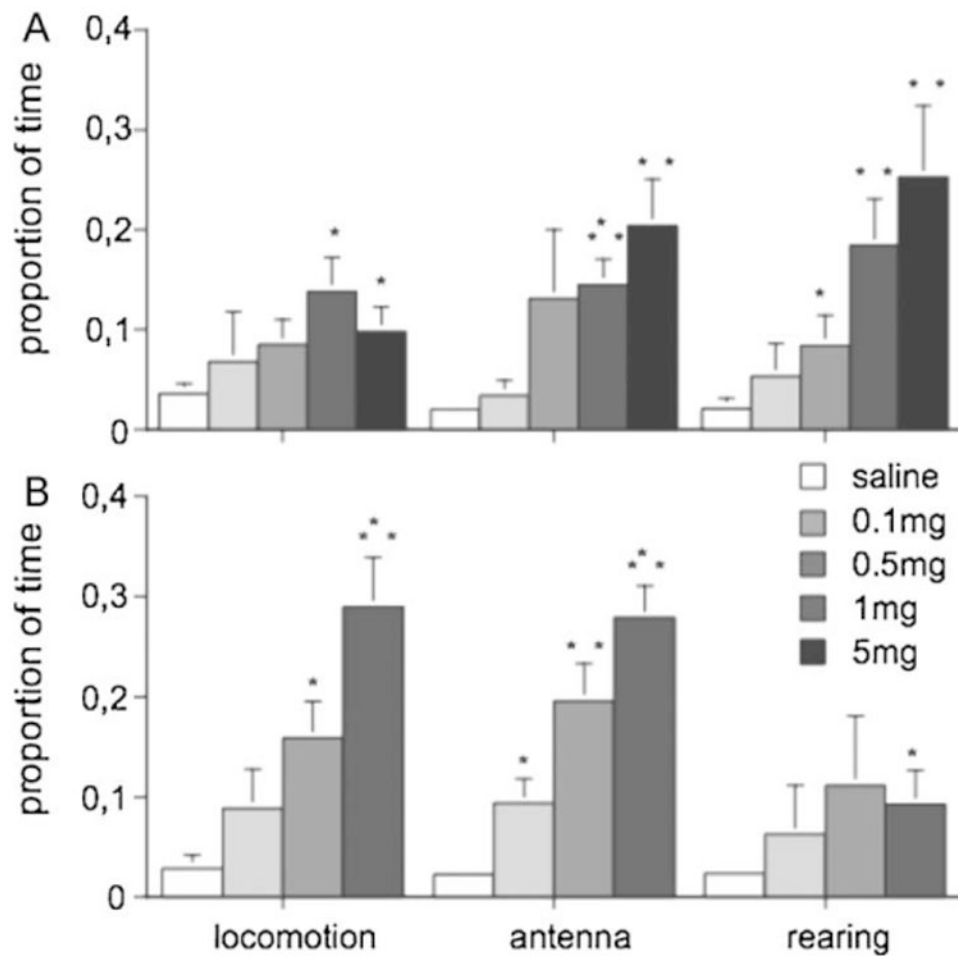 A
proportion of time
0,4
0,3
0,2
0,1
0
* * * * * * * * * * * *
B
proportion of time
0,4
0,3
0,2
0,1
0
* * * * * * * * * * *
saline
0.1mg
0.5mg
1mg
5mg
locomotion antenna rearing